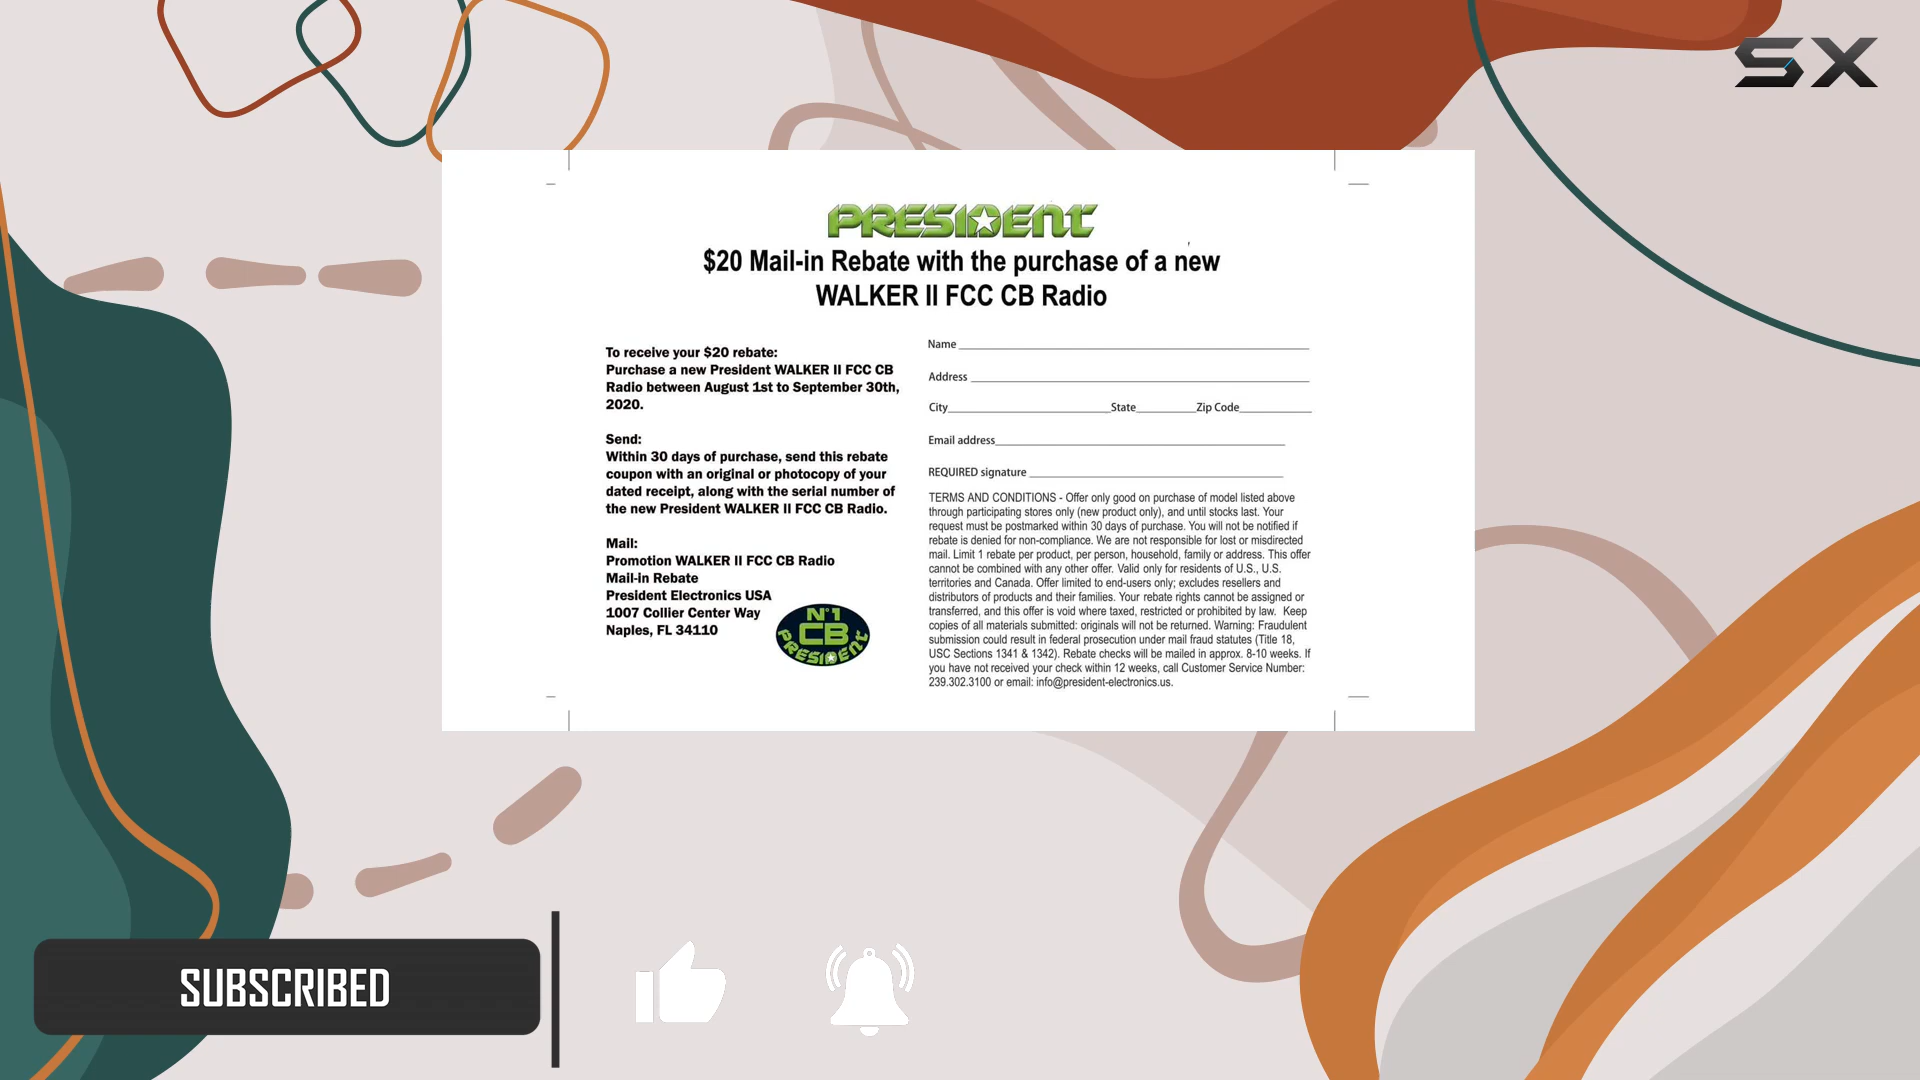 SX
PRESIDENT
$20 Mail-in Rebate with the purchase of a new
WALKER II FCC CB Radio
To receive your $20 rebate:
Purchase a new President WALKER II FCC CB
Radio between August 1st to September 30th,
2020.
Send:
Within 30 days of purchase, send this rebate
coupon with an original or photocopy of your
dated receipt, along with the serial number of
the new President WALKER II FCC CB Radio.
Mail:
Promotion WALKER II FCC CB Radio
Mail-in Rebate
President Electronics USA
1007 Collier Center Way
Naples, FL 34110
N°1
CB
PRESIDENT
Name
Address
City State Zip Code
Email address
REQUIRED signature
TERMS AND CONDITIONS - Offer only good on purchase of model listed above
through participating stores only (new product only), and until stocks last. Your
request must be postmarked within 30 days of purchase. You will not be notified if
rebate is denied for non-compliance. We are not responsible for lost or misdirected
mail. Limit 1 rebate per product, per person, household, family or address. This offer
cannot be combined with any other offer. Valid only for residents of U.S., U.S.
territories and Canada. Offer limited to end-users only; excludes resellers and
distributors of products and their families. Your rebate rights cannot be assigned or
transferred, and this offer is void where taxed, restricted or prohibited by law. Keep
copies of all materials submitted: originals will not be returned. Warning: Fraudulent
submission could result in federal prosecution under mail fraud statutes (Title 18,
USC Sections 1341 & 1342). Rebate checks will be mailed in approx. 8-10 weeks. If
you have not received your check within 12 weeks, call Customer Service Number:
239.302.3100 or email: info@president-electronics.us.
SUBSCRIBED